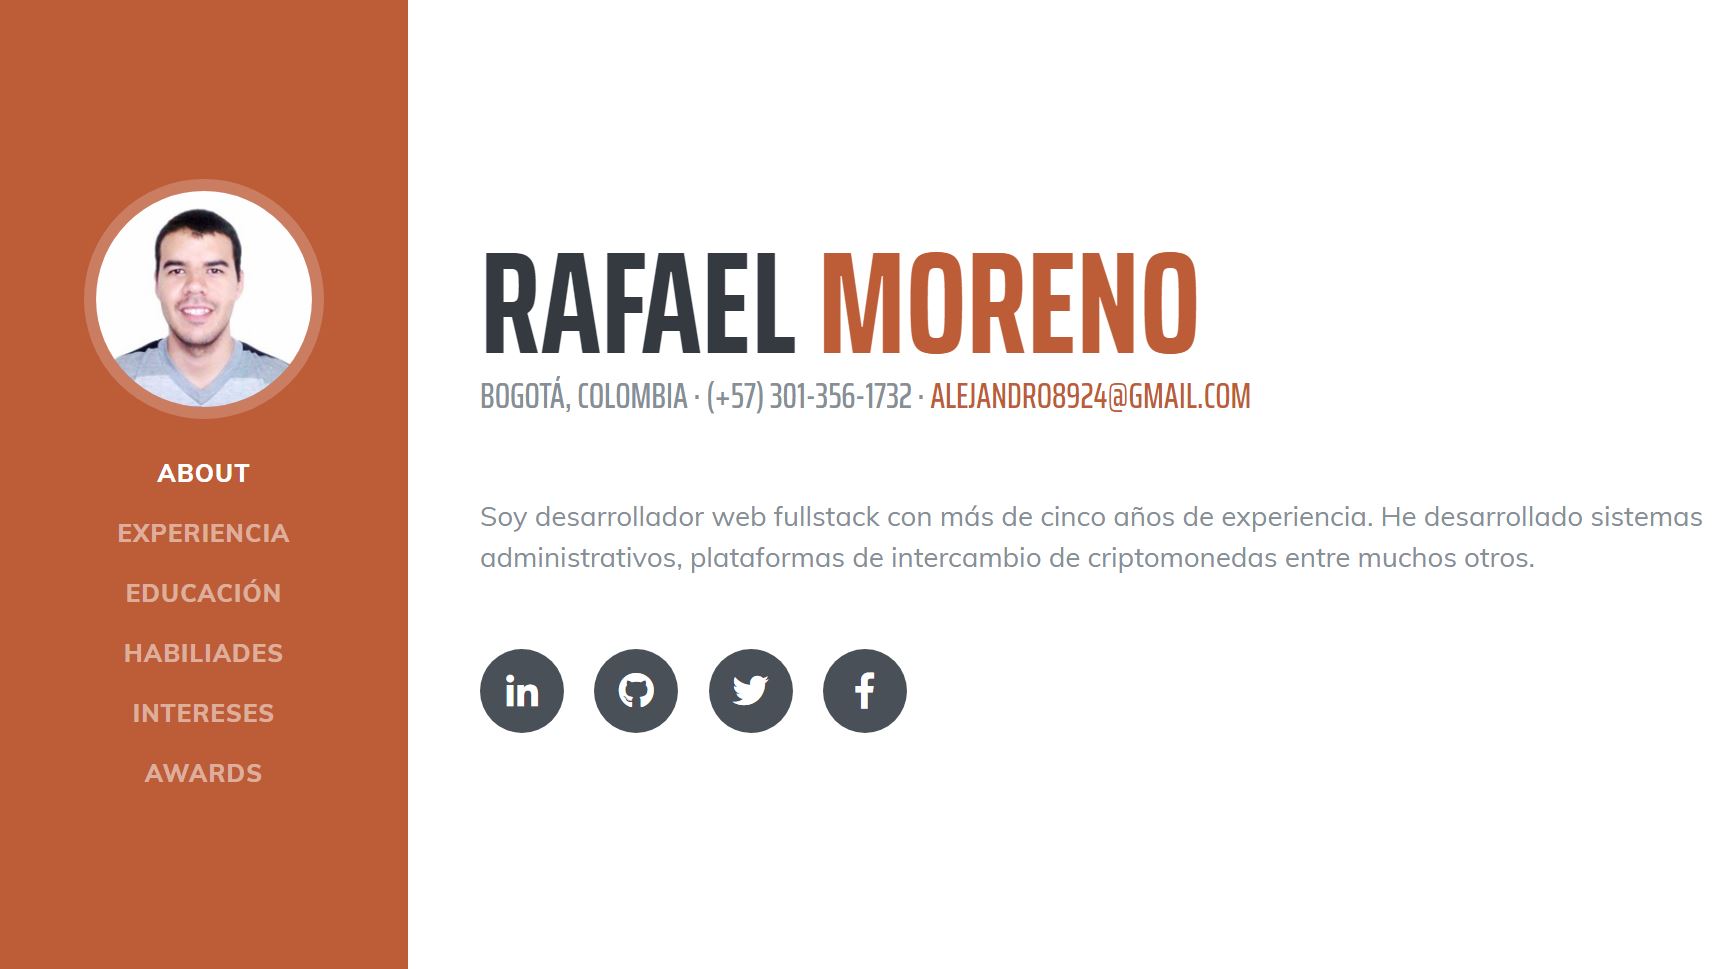 ABOUT
EXPERIENCIA
EDUCACIÓN
HABILIADES
INTERESES
AWARDS
RAFAEL MORENO
BOGOTÁ, COLOMBIA · (+57) 301-356-1732 · ALEJANDRO8924@GMAIL.COM
Soy desarrollador web fullstack con más de cinco años de experiencia. He desarrollado sistemas
administrativos, plataformas de intercambio de criptomonedas entre muchos otros.